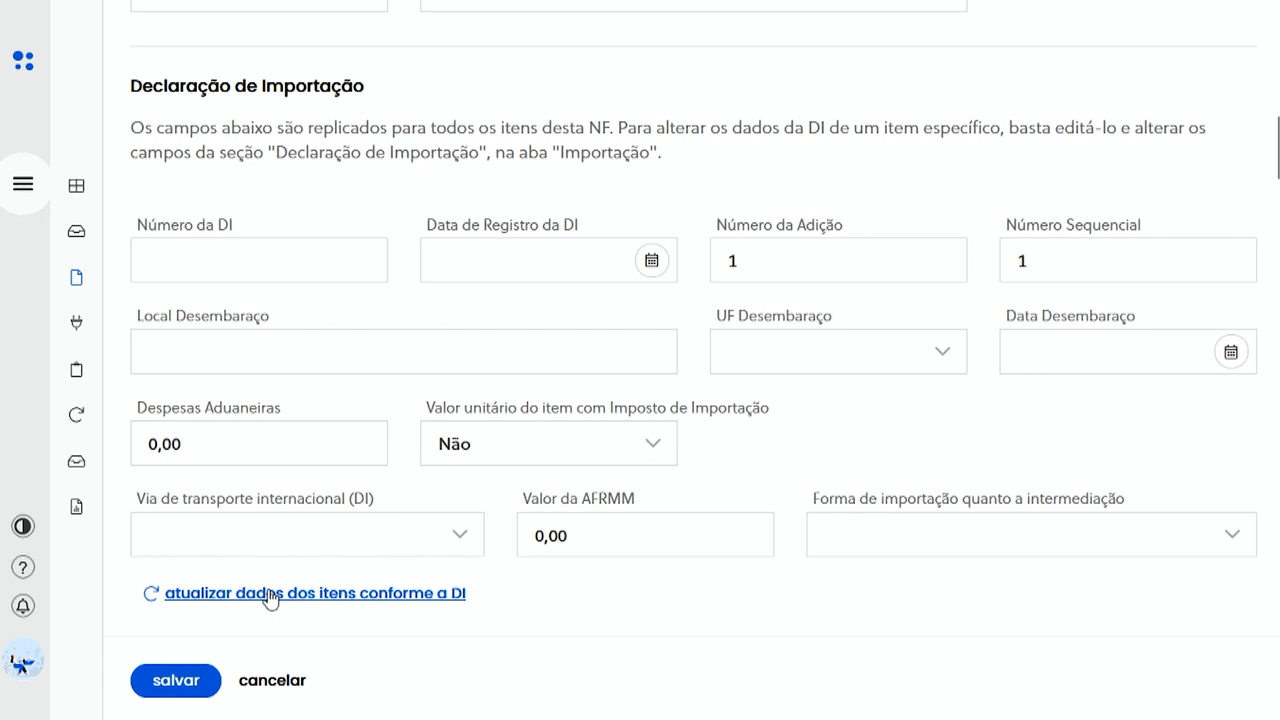 Declaração de Importação
Os campos abaixo são replicados para todos os itens desta NF. Para alterar os dados da DI de um item específico, basta editá-lo e alterar os
campos da seção "Declaração de Importação", na aba "Importação".
Número da DI Data de Registro da DI Número da Adição Número Sequencial
1 1
Local Desembaraço UF Desembaraço Data Desembaraço
Despesas Aduaneiras Valor unitário do item com Imposto de Importação
0,00 Não
Via de transporte internacional (DI) Valor da AFRMM Forma de importação quanto a intermediação
0,00
atualizar dados dos itens conforme a DI
salvar cancelar